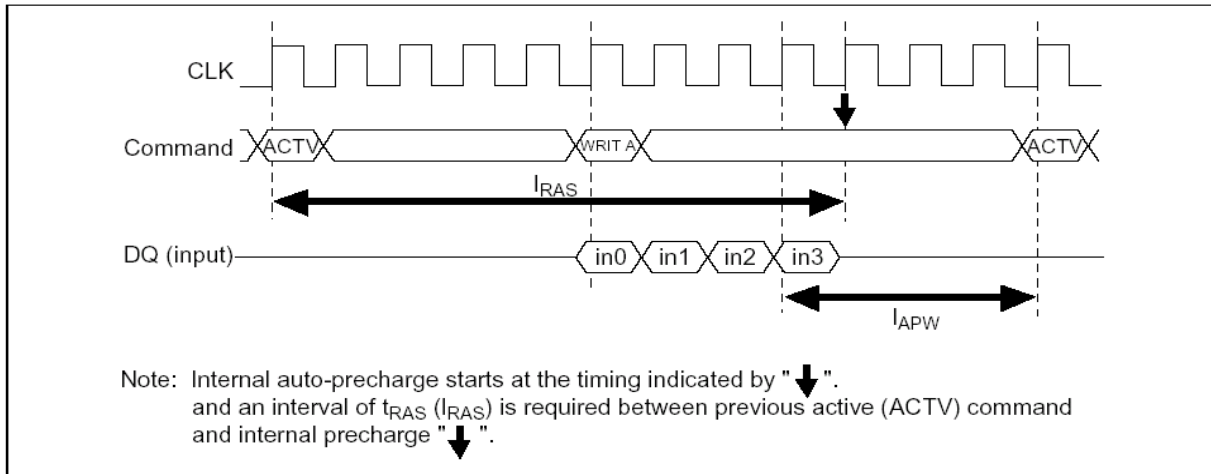 CLK
Command ACTV WRIT A ACTV
lRAS
DQ (input) in0 in1 in2 in3
lAPW
Note: Internal auto-precharge starts at the timing indicated by " ".
and an interval of tRAS (lRAS) is required between previous active (ACTV) command
and internal precharge " ".